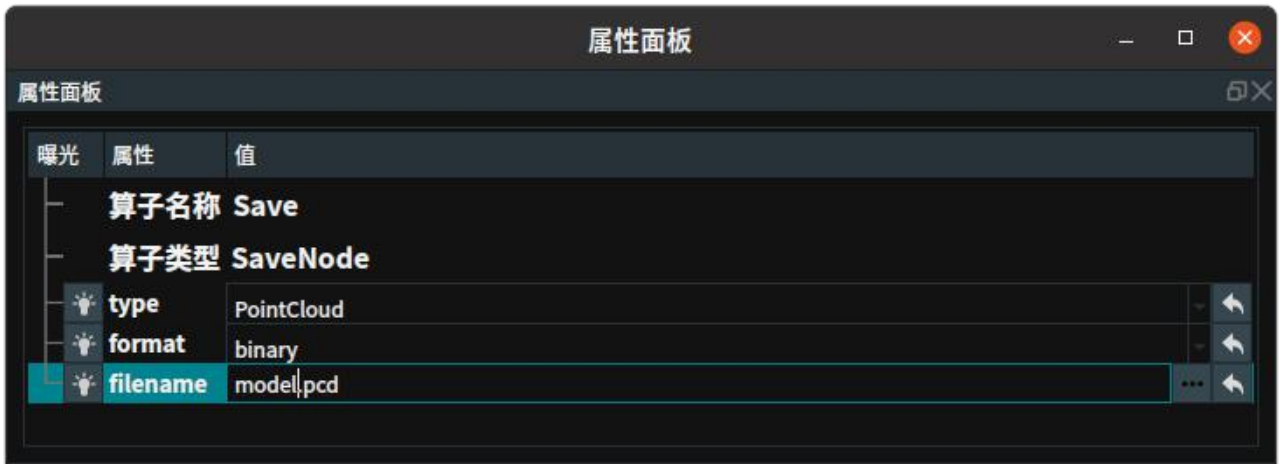 属性面板
属性面板
曝光 属性 值
算子名称 Save
算子类型 SaveNode
type PointCloud
format binary
filename model.pcd